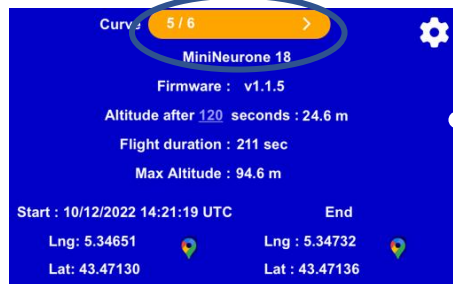 Curve 5 / 6 >
MiniNeurone 18
Firmware : v1.1.5
Altitude after 120 seconds : 24.6 m
Flight duration : 211 sec
Max Altitude : 94.6 m
Start : 10/12/2022 14:21:19 UTC End
Lng: 5.34651 Lng : 5.34732
Lat: 43.47130 Lat : 43.47136